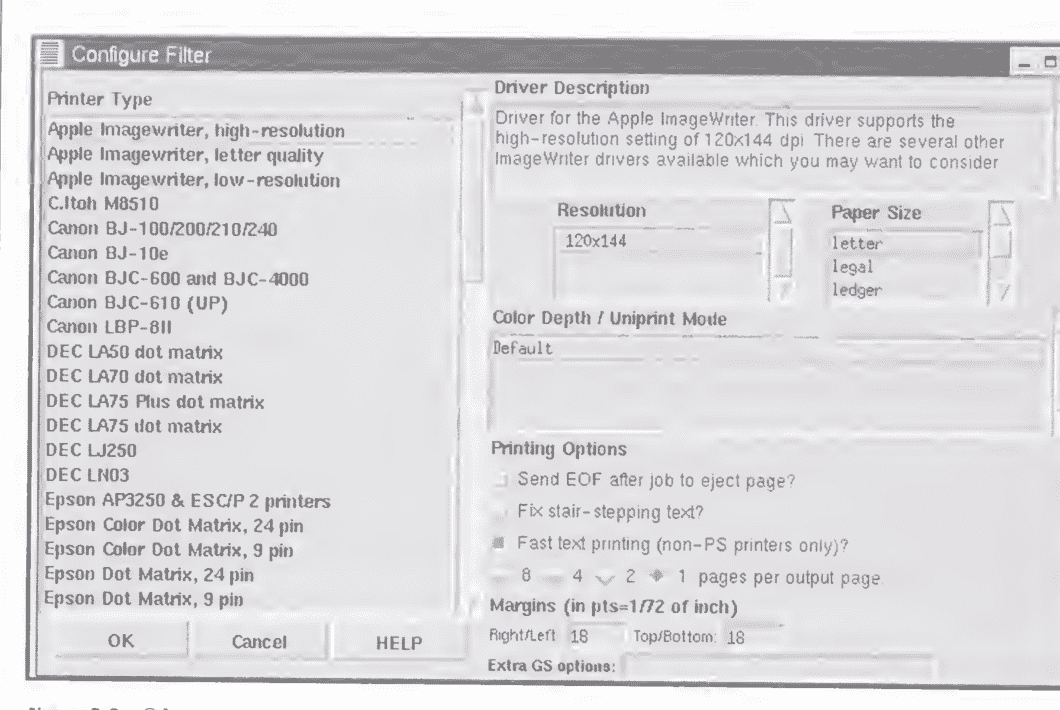 Configure Filter
Printer Type
Apple Imagewriter, high-resolution
Apple Imagewriter, letter quality
Apple Imagewriter, low-resolution
C.Itoh M8510
Canon BJ-100/200/210/240
Canon BJ-10e
Canon BJC-600 and BJC-4000
Canon BJC-610 (UP)
Canon LBP-8II
DEC LA50 dot matrix
DEC LA70 dot matrix
DEC LA75 Plus dot matrix
DEC LA75 dot matrix
DEC LJ250
DEC LN03
Epson AP3250 & ESC/P 2 printers
Epson Color Dot Matrix, 24 pin
Epson Color Dot Matrix, 9 pin
Epson Dot Matrix, 24 pin
Epson Dot Matrix, 9 pin
OK Cancel HELP
Driver Description
Driver for the Apple ImageWriter. This driver supports the
high-resolution setting of 120x144 dpi. There are several other
ImageWriter drivers available which you may want to consider
Resolution
120x144
Paper Size
letter
legal
ledger
Color Depth / Uniprint Mode
Default
Printing Options
Send EOF after job to eject page?
Fix stair-stepping text?
Fast text printing (non-PS printers only)?
8 4 2 1 pages per output page.
Margins (in pts=1/72 of inch)
Right/Left 18 Top/Bottom: 18
Extra GS options: